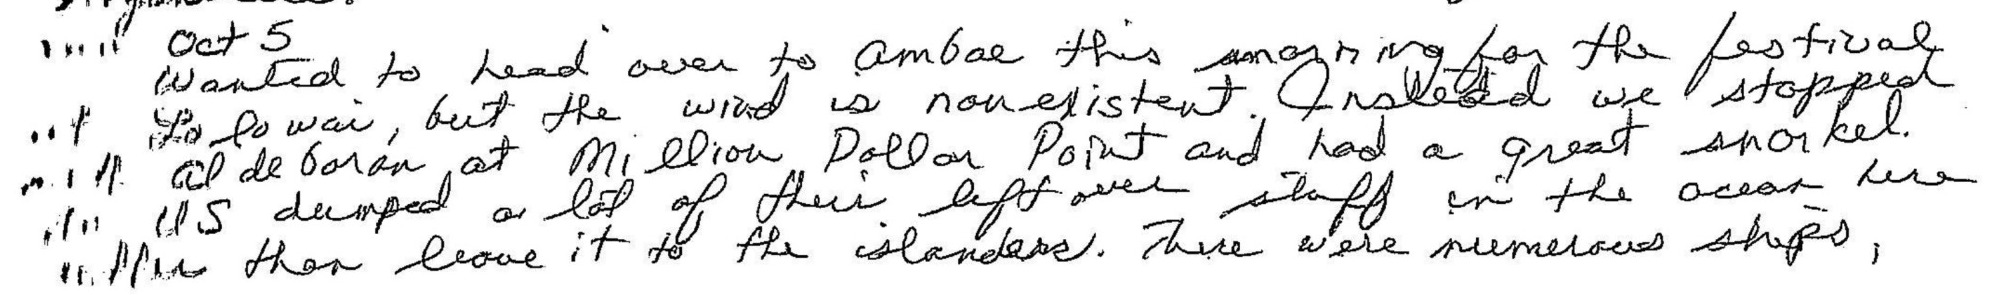 Oct 5
Wanted to head over to Ambae this morning for the festival
Lolowai, but the wind is nonexistent. Instead we stopped
Aldebaran at Million Dollar Point and had a great snorkel.
US dumped a lot of their left over stuff in the ocean here
than leave it to the islanders. There were numerous ships,